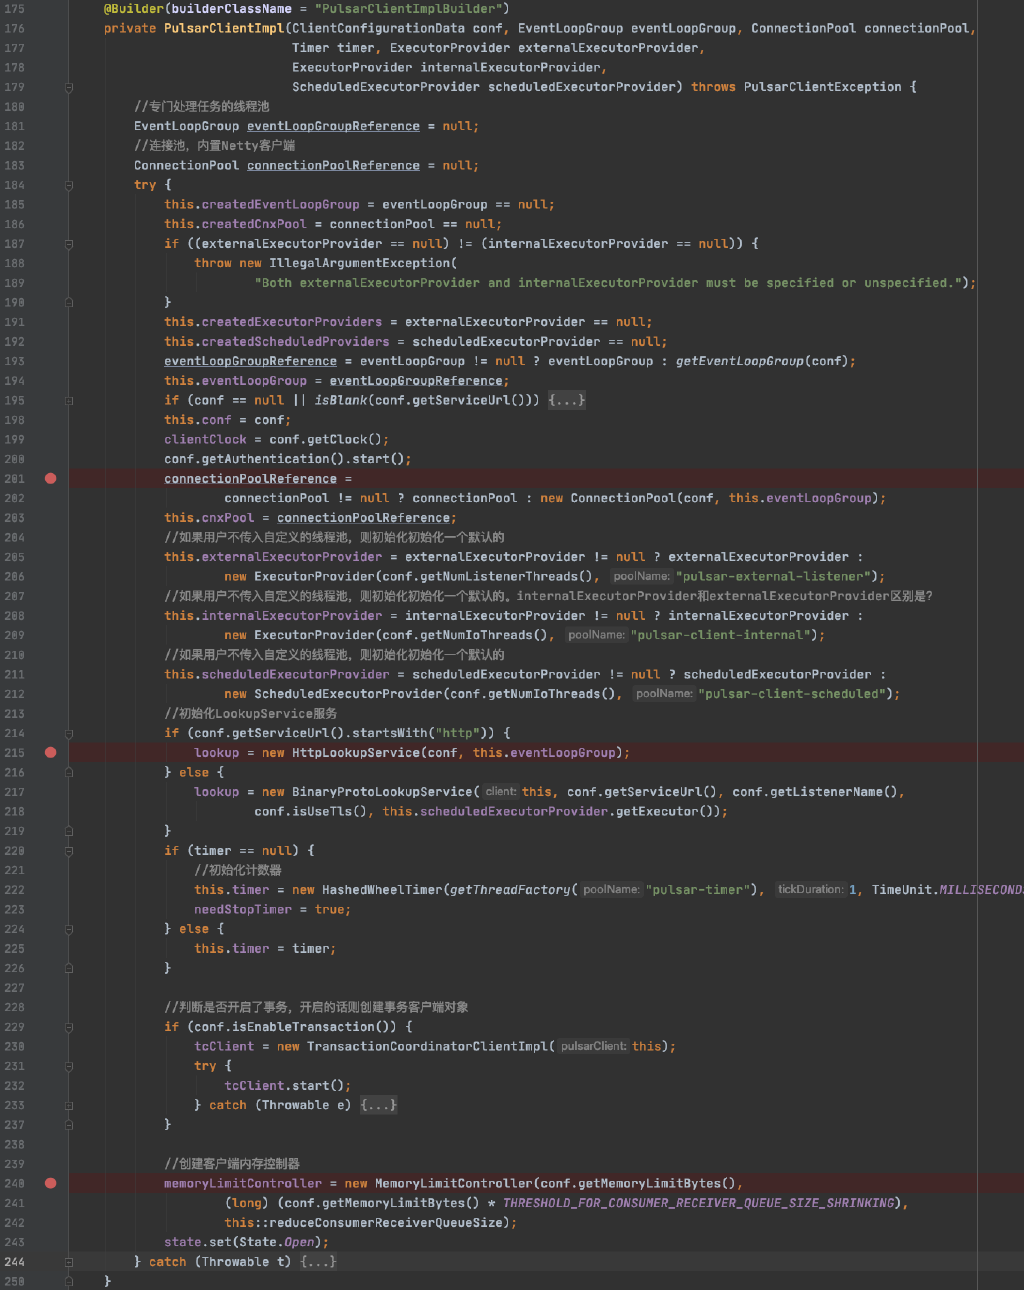 175 @Builder(builderClassName = "PulsarClientImplBuilder")
176 private PulsarClientImpl(ClientConfigurationData conf, EventLoopGroup eventLoopGroup, ConnectionPool connectionPool,
177 Timer timer, ExecutorProvider externalExecutorProvider,
178 ExecutorProvider internalExecutorProvider,
179 ScheduledExecutorProvider scheduledExecutorProvider) throws PulsarClientException {
180 //专门处理任务的线程池
181 EventLoopGroup eventLoopGroupReference = null;
182 //连接池，内置Netty客户端
183 ConnectionPool connectionPoolReference = null;
184 try {
185 this.createdEventLoopGroup = eventLoopGroup == null;
186 this.createdCnxPool = connectionPool == null;
187 if ((externalExecutorProvider == null) != (internalExecutorProvider == null)) {
188 throw new IllegalArgumentException(
189 "Both externalExecutorProvider and internalExecutorProvider must be specified or unspecified.");
190 }
191 this.createdExecutorProviders = externalExecutorProvider == null;
192 this.createdScheduledProviders = scheduledExecutorProvider == null;
193 eventLoopGroupReference = eventLoopGroup != null ? eventLoopGroup : getEventLoopGroup(conf);
194 this.eventLoopGroup = eventLoopGroupReference;
195 if (conf == null || isBlank(conf.getServiceUrl())) {...}
198 this.conf = conf;
199 clientClock = conf.getClock();
200 conf.getAuthentication().start();
201 connectionPoolReference =
202 connectionPool != null ? connectionPool : new ConnectionPool(conf, this.eventLoopGroup);
203 this.cnxPool = connectionPoolReference;
204 //如果用户不传入自定义的线程池，则初始化初始化一个默认的
205 this.externalExecutorProvider = externalExecutorProvider != null ? externalExecutorProvider :
206 new ExecutorProvider(conf.getNumListenerThreads(), poolName: "pulsar-external-listener");
207 //如果用户不传入自定义的线程池，则初始化初始化一个默认的。internalExecutorProvider和externalExecutorProvider区别是?
208 this.internalExecutorProvider = internalExecutorProvider != null ? internalExecutorProvider :
209 new ExecutorProvider(conf.getNumIoThreads(), poolName: "pulsar-client-internal");
210 //如果用户不传入自定义的线程池，则初始化初始化一个默认的
211 this.scheduledExecutorProvider = scheduledExecutorProvider != null ? scheduledExecutorProvider :
212 new ScheduledExecutorProvider(conf.getNumIoThreads(), poolName: "pulsar-client-scheduled");
213 //初始化LookupService服务
214 if (conf.getServiceUrl().startsWith("http")) {
215 lookup = new HttpLookupService(conf, this.eventLoopGroup);
216 } else {
217 lookup = new BinaryProtoLookupService( client: this, conf.getServiceUrl(), conf.getListenerName(),
218 conf.isUseTls(), this.scheduledExecutorProvider.getExecutor());
219 }
220 if (timer == null) {
221 //初始化计数器
222 this.timer = new HashedWheelTimer(getThreadFactory( poolName: "pulsar-timer"), tickDuration: 1, TimeUnit.MILLISECONDS
223 needStopTimer = true;
224 } else {
225 this.timer = timer;
226 }
227
228 //判断是否开启了事务，开启的话则创建事务客户端对象
229 if (conf.isEnableTransaction()) {
230 tcClient = new TransactionCoordinatorClientImpl( pulsarClient: this);
231 try {
232 tcClient.start();
233 } catch (Throwable e) {...}
237 }
238
239 //创建客户端内存控制器
240 memoryLimitController = new MemoryLimitController(conf.getMemoryLimitBytes(),
241 (long) (conf.getMemoryLimitBytes() * THRESHOLD_FOR_CONSUMER_RECEIVER_QUEUE_SIZE_SHRINKING),
242 this::reduceConsumerReceiverQueueSize);
243 state.set(State.Open);
244 } catch (Throwable t) {...}
250 }